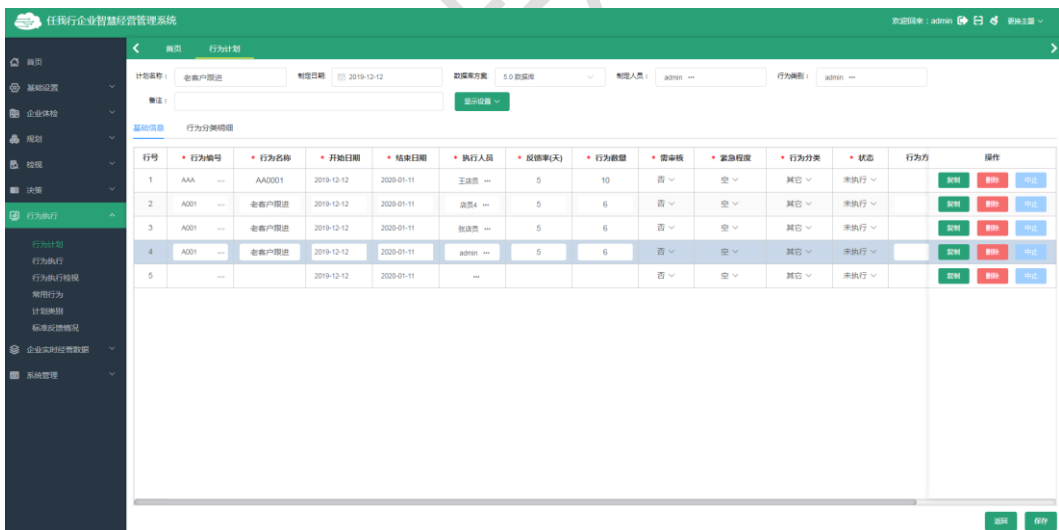 任我行企业智慧经营管理系统 欢迎回来：admin 更换主题
首页 行为计划
首页
基础设置
企业体检
规划
检视
决策
行为执行
行为计划
行为执行
行为执行检视
常用行为
计划类别
标准反馈情况
企业实时经营数据
系统管理
计划名称： 老客户跟进 制定日期: 2019-12-12 数据库方案: 5.0 数据库 制定人员： admin ••• 行为类别： admin •••
备注： 显示设置
基础信息 行为分类明细
行号 * 行为编号 * 行为名称 * 开始日期 * 结束日期 * 执行人员 * 反馈率(天) * 行为数量 * 需审核 * 紧急程度 * 行为分类 * 状态 行为方 操作
1 AAA ••• AA0001 2019-12-12 2020-01-11 王店员 ••• 5 10 否 空 其它 未执行 复制 删除 中止
2 A001 ••• 老客户跟进 2019-12-12 2020-01-11 店员4 ••• 5 6 否 空 其它 未执行 复制 删除 中止
3 A001 ••• 老客户跟进 2019-12-12 2020-01-11 张店员 ••• 5 6 否 空 其它 未执行 复制 删除 中止
4 A001 ••• 老客户跟进 2019-12-12 2020-01-11 admin ••• 5 6 否 空 其它 未执行 复制 删除 中止
5 ••• 2019-12-12 2020-01-11 ••• 否 空 其它 未执行 复制 删除 中止
返回 保存